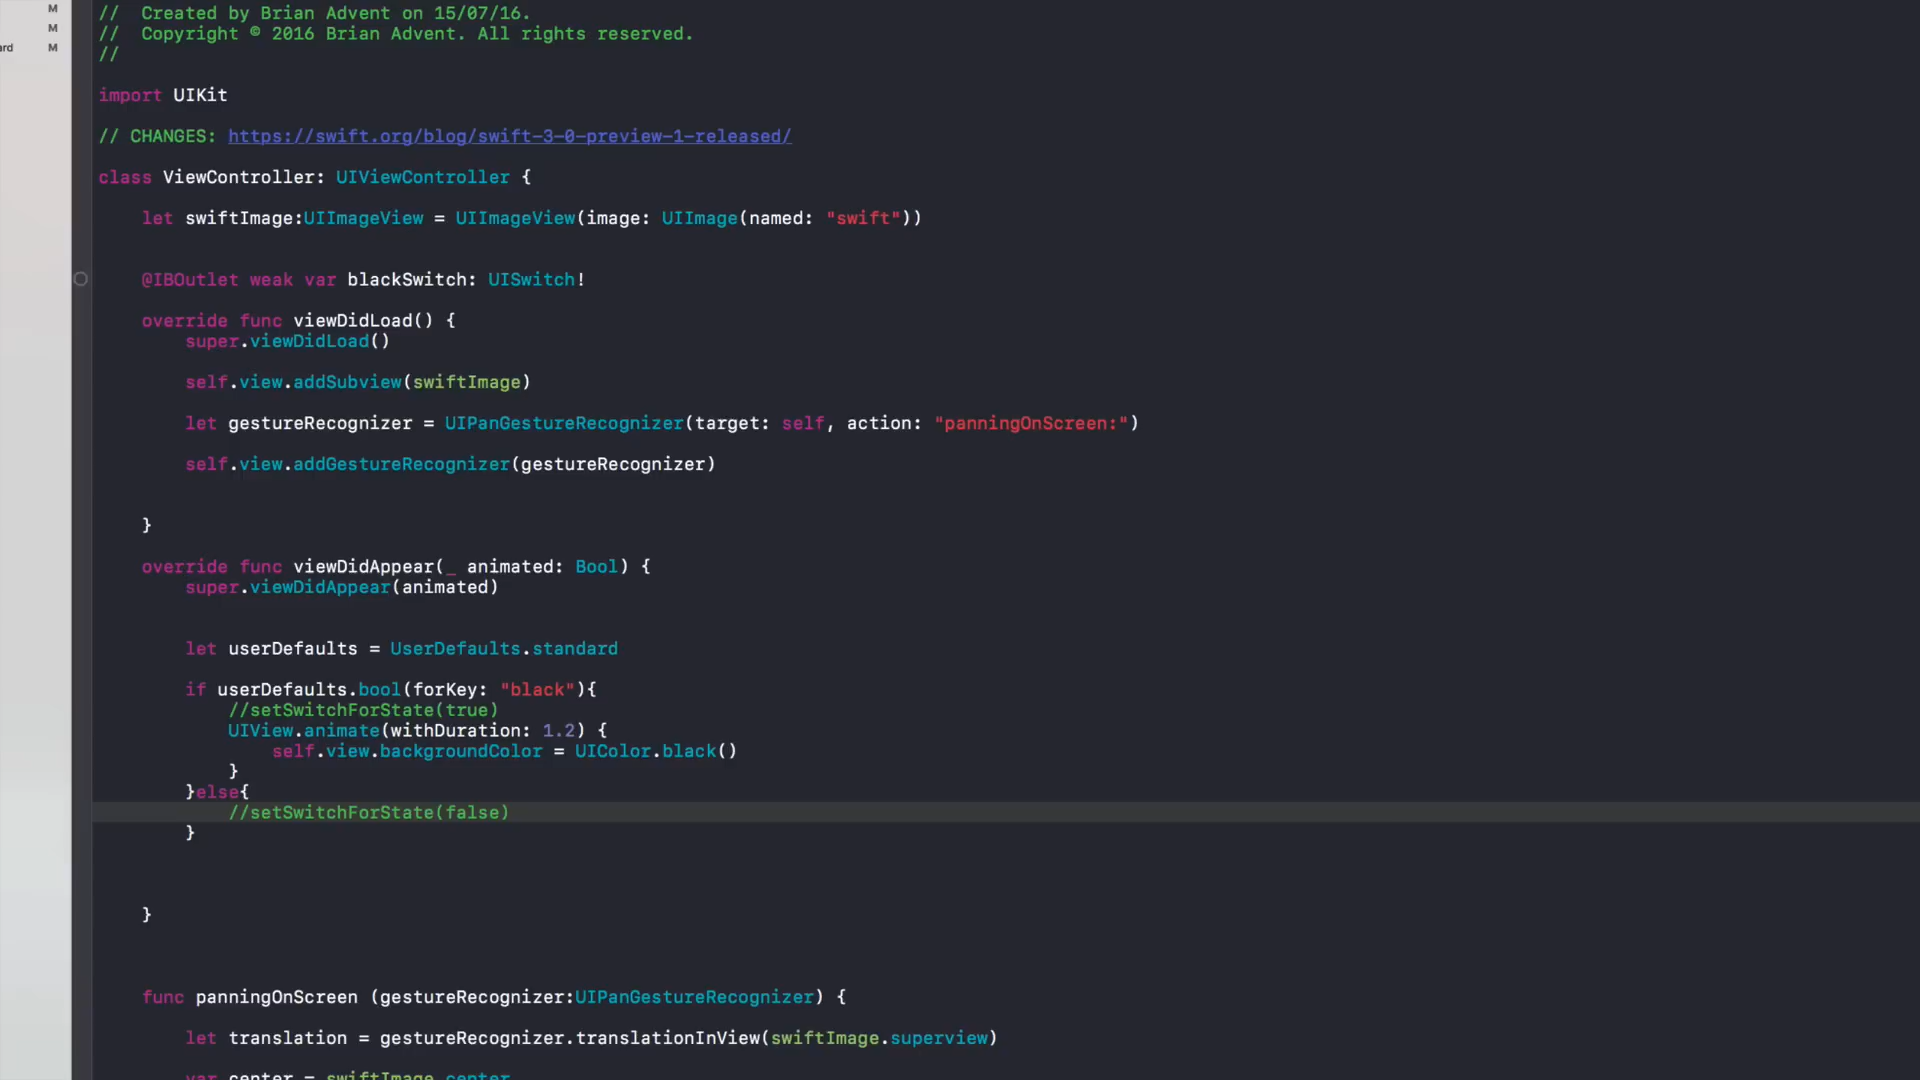 M
//  Created by Brian Advent on 15/07/16.
M
//  Copyright © 2016 Brian Advent. All rights reserved.
ard M
//
import UIKit
// CHANGES: https://swift.org/blog/swift-3-0-preview-1-released/
class ViewController: UIViewController {
let swiftImage:UIImageView = UIImageView(image: UIImage(named: "swift"))
@IBOutlet weak var blackSwitch: UISwitch!
override func viewDidLoad() {
super.viewDidLoad()
self.view.addSubview(swiftImage)
let gestureRecognizer = UIPanGestureRecognizer(target: self, action: "panningOnScreen:")
self.view.addGestureRecognizer(gestureRecognizer)
}
override func viewDidAppear(_ animated: Bool) {
super.viewDidAppear(animated)
let userDefaults = UserDefaults.standard
if userDefaults.bool(forKey: "black"){
//setSwitchForState(true)
UIView.animate(withDuration: 1.2) {
self.view.backgroundColor = UIColor.black()
}
}else{
//setSwitchForState(false)
}
}
func panningOnScreen (gestureRecognizer:UIPanGestureRecognizer) {
let translation = gestureRecognizer.translationInView(swiftImage.superview)
var center = swiftImage.center